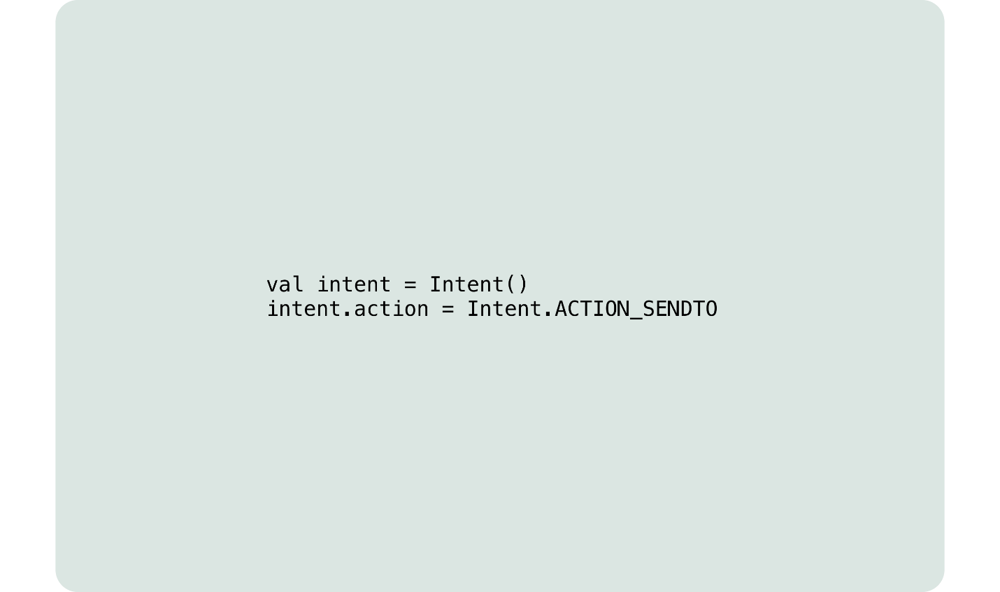 val intent = Intent()
intent.action = Intent.ACTION_SENDTO